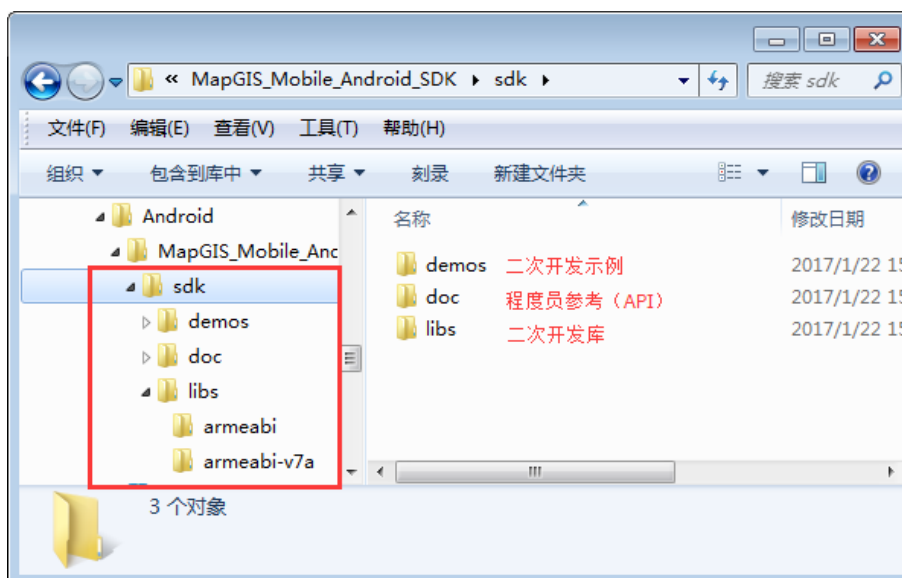 « MapGIS_Mobile_Android_SDK ▸ sdk ▸
搜索 sdk
文件(F) 编辑(E) 查看(V) 工具(T) 帮助(H)
组织 包含到库中 共享 刻录 新建文件夹
Android
MapGIS_Mobile_Anc
sdk
demos
doc
libs
armeabi
armeabi-v7a
名称 修改日期
demos 二次开发示例 2017/1/22 15
doc 程度员参考（API） 2017/1/22 15
libs 二次开发库 2017/1/22 15
3 个对象